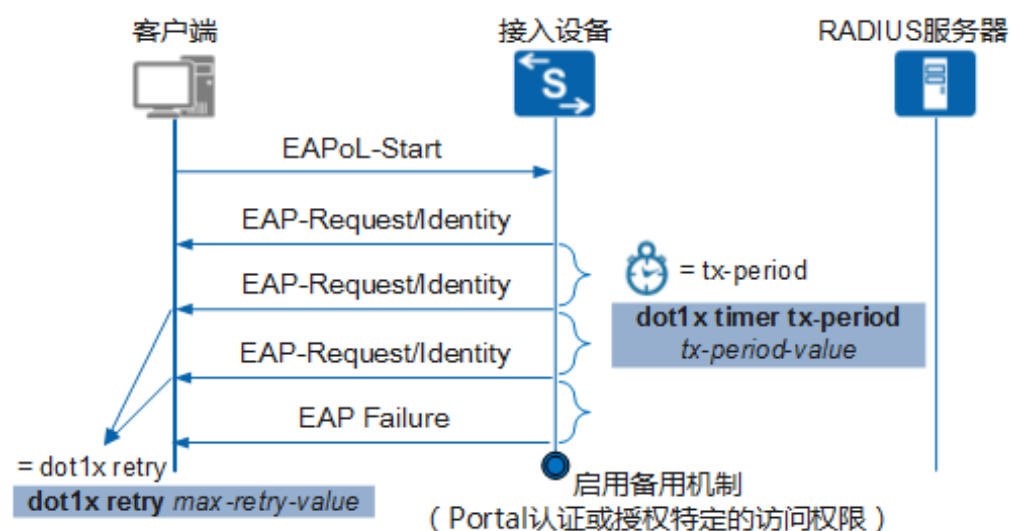 客户端
接入设备
RADIUS服务器
S
EAPoL-Start
EAP-Request/Identity
EAP-Request/Identity
= tx-period
dot1x timer tx-period
tx-period-value
EAP-Request/Identity
EAP Failure
= dot1x retry
dot1x retry max-retry-value
启用备用机制
（Portal认证或授权特定的访问权限）